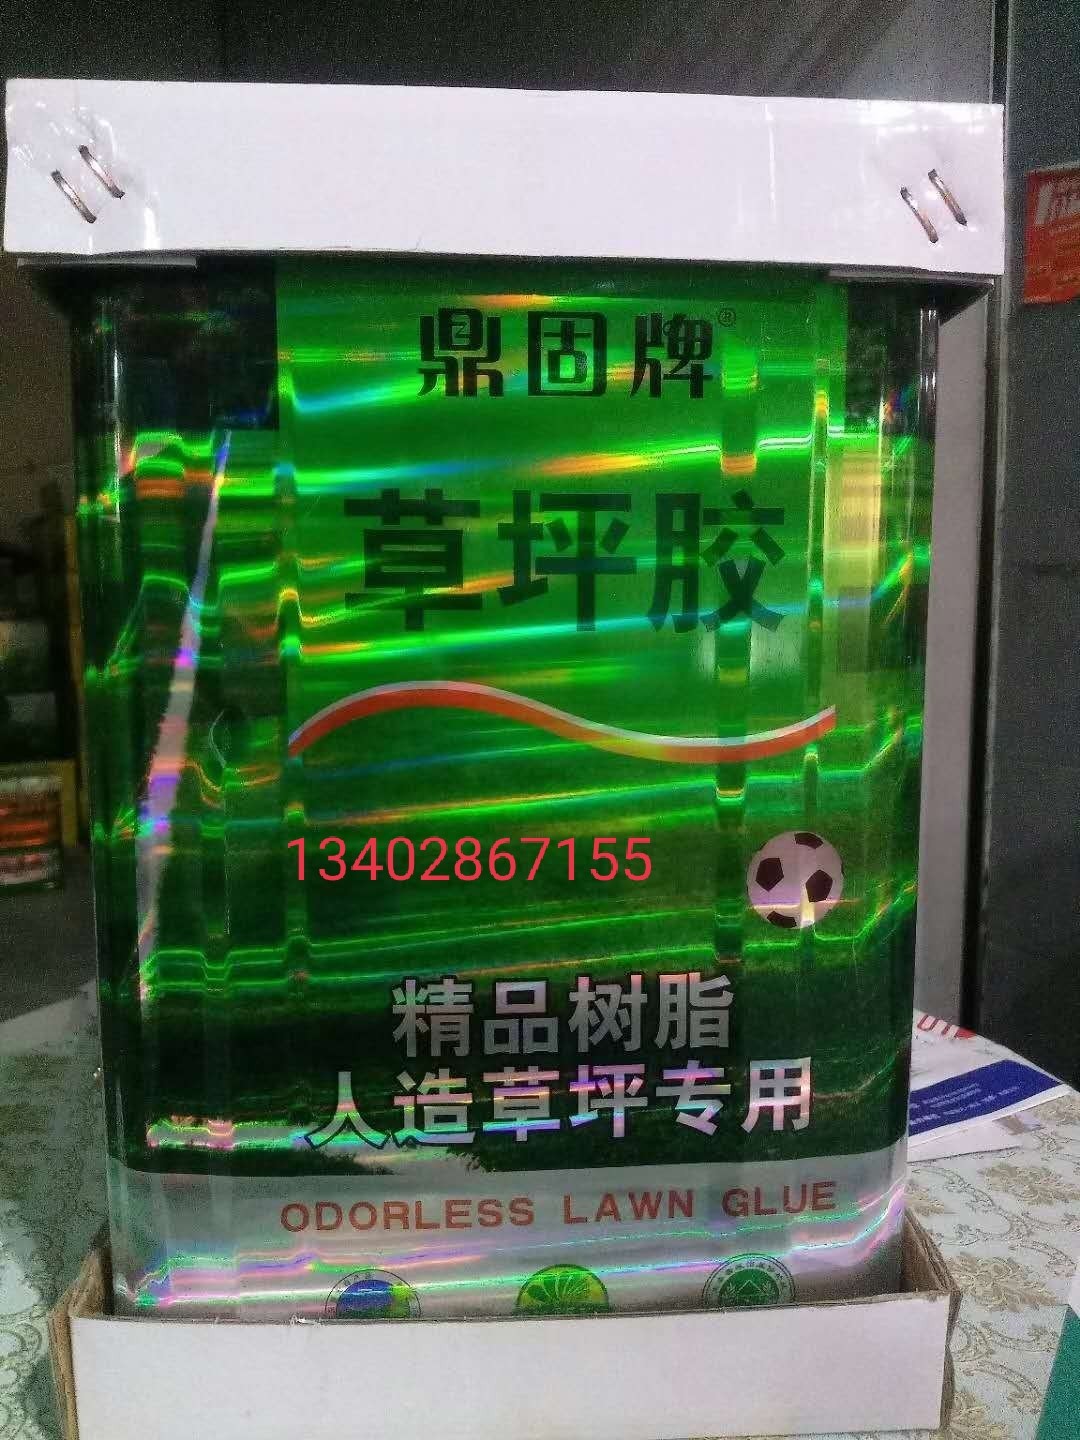 鼎固牌®
草坪胶
13402867155
精品树脂
人造草坪专用
ODORLESS LAWN GLUE